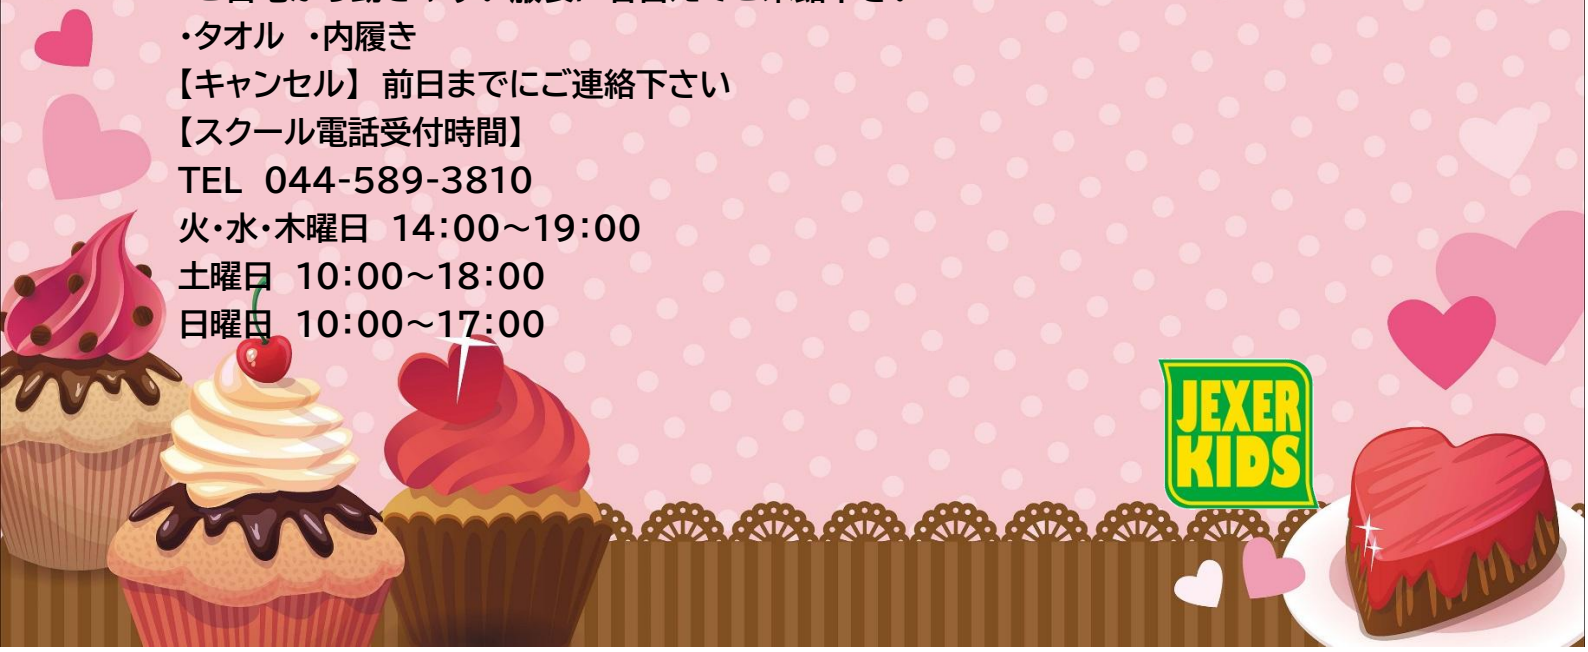 ・タオル ・内履き
【キャンセル】 前日までにご連絡下さい
【スクール電話受付時間】
TEL 044-589-3810
火・水・木曜日 14：00～19：00
土曜日 10：00～18：00
日曜日 10：00～17：00
JEXER
KIDS